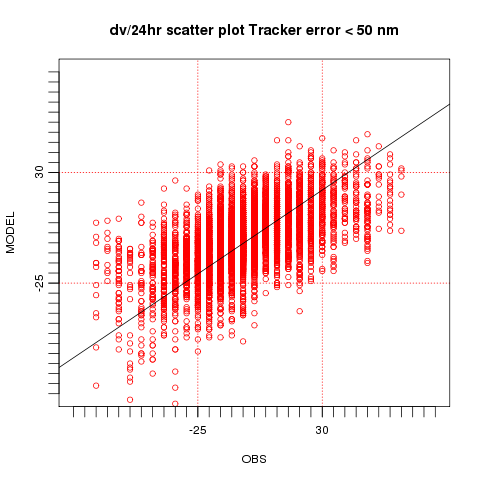 dv/24hr scatter plot Tracker error < 50 nm
30
MODEL
-25
-25 30
OBS